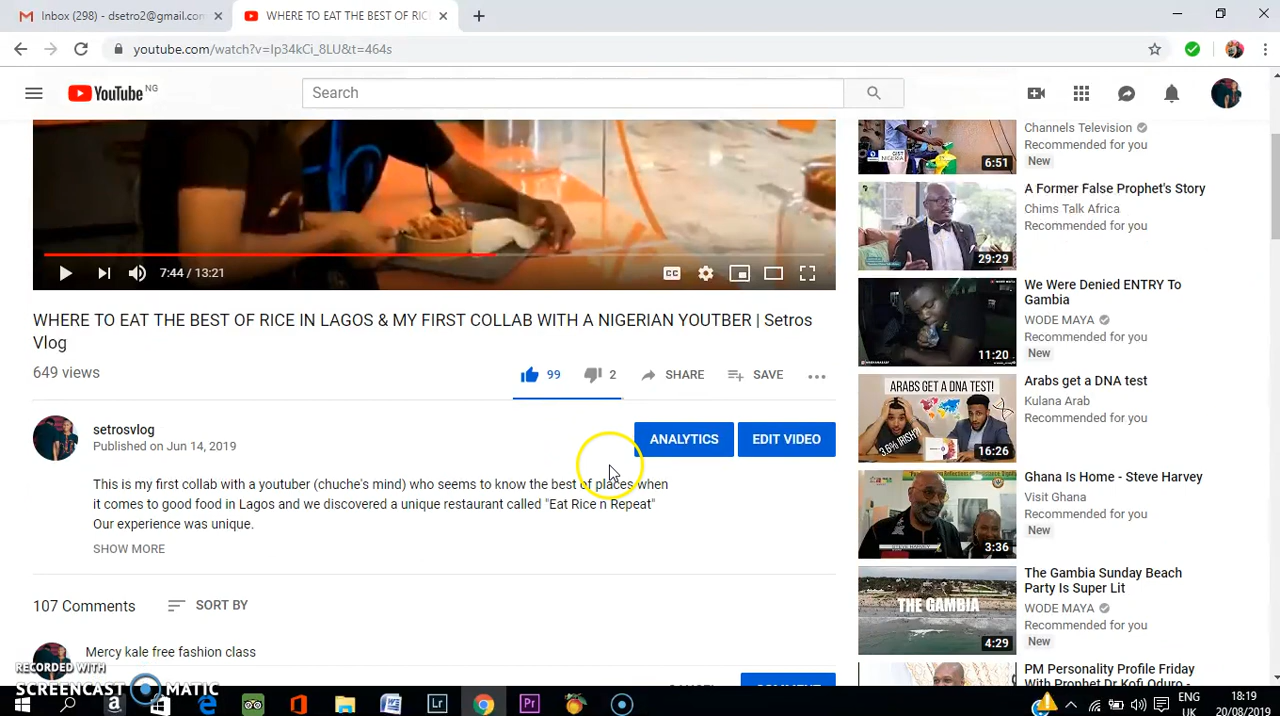 Inbox (298) - dsetro2@gmail.com
WHERE TO EAT THE BEST OF RIC
youtube.com/watch?v=Ip34kCi_8LU&t=464s
YouTube NG
Search
7:44 / 13:21
CC
WHERE TO EAT THE BEST OF RICE IN LAGOS & MY FIRST COLLAB WITH A NIGERIAN YOUTBER | Setros
Vlog
649 views
99
2
SHARE
SAVE
setrosvlog
Published on Jun 14, 2019
ANALYTICS
EDIT VIDEO
This is my first collab with a youtuber (chuche's mind) who seems to know the best of places when
it comes to good food in Lagos and we discovered a unique restaurant called "Eat Rice n Repeat"
Our experience was unique.
SHOW MORE
107 Comments
SORT BY
Mercy kale free fashion class
Channels Television
Recommended for you
New
6:51
A Former False Prophet's Story
Chims Talk Africa
Recommended for you
29:29
We Were Denied ENTRY To
Gambia
WODE MAYA
Recommended for you
New
11:20
Arabs get a DNA test
Kulana Arab
Recommended for you
ARABS GET A DNA TEST!
3.6% IRISH?!
16:26
Ghana Is Home - Steve Harvey
Visit Ghana
Recommended for you
New
STEVE HARVEY
3:36
The Gambia Sunday Beach
Party Is Super Lit
WODE MAYA
Recommended for you
New
THE GAMBIA
4:29
PM Personality Profile Friday
With Prophet Dr Kofi Oduro -
RECORDED WITH
SCREENCAST MATIC
ENG
UK
18:19
20/08/2019